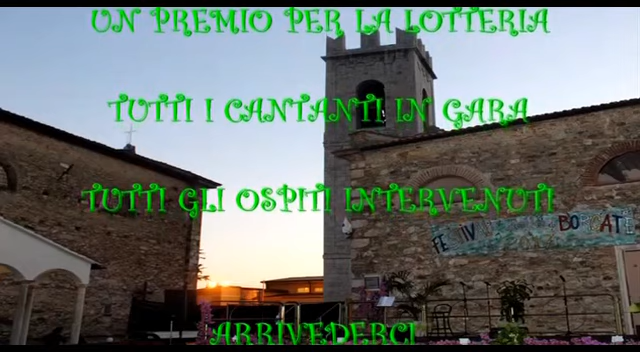 UN PREMIO PER LA LOTTERIA
TUTTI I CANTANTI IN GARA
TUTTI GLI OSPITI INTERVENUTI
ARRIVEDERCI